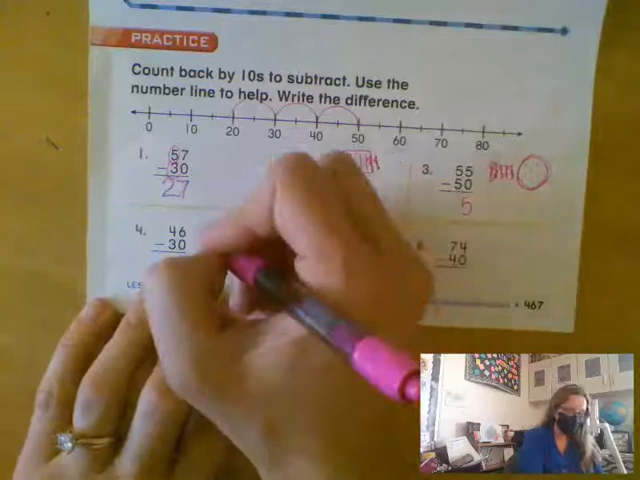 PRACTICE
Count back by 10s to subtract. Use the
number line to help. Write the difference.
0 10 20 30 40 50 60 70 80
1. 57
- 30
27
3. 55
- 50
5
4. 46
- 30
74
- 40
LES
467